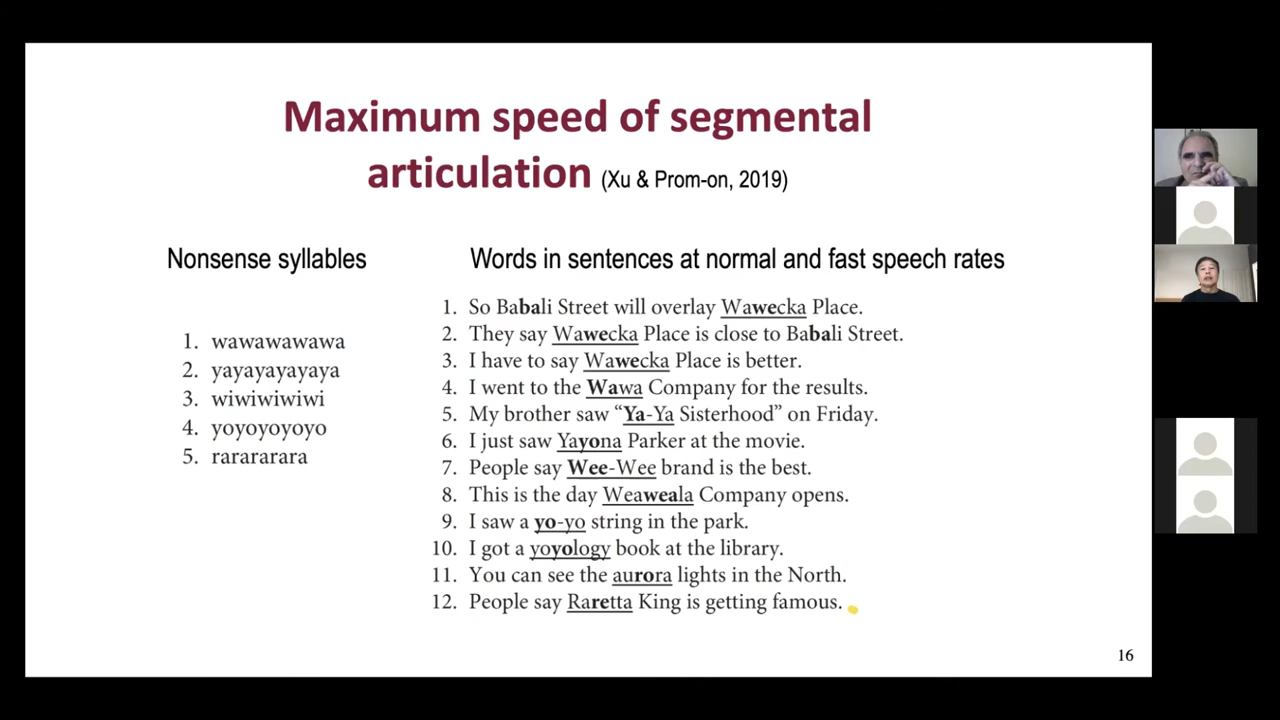 Maximum speed of segmental
articulation (Xu & Prom-on, 2019)
Nonsense syllables
1. wawawawawa
2. yayayayayaya
3. wiwiwiwiwi
4. yoyoyoyoyo
5. rarararara
Words in sentences at normal and fast speech rates
1. So Babali Street will overlay Wawecka Place.
2. They say Wawecka Place is close to Babali Street.
3. I have to say Wawecka Place is better.
4. I went to the Wawa Company for the results.
5. My brother saw “Ya-Ya Sisterhood” on Friday.
6. I just saw Yayona Parker at the movie.
7. People say Wee-Wee brand is the best.
8. This is the day Weaweala Company opens.
9. I saw a yo-yo string in the park.
10. I got a yoyology book at the library.
11. You can see the aurora lights in the North.
12. People say Raretta King is getting famous.
16